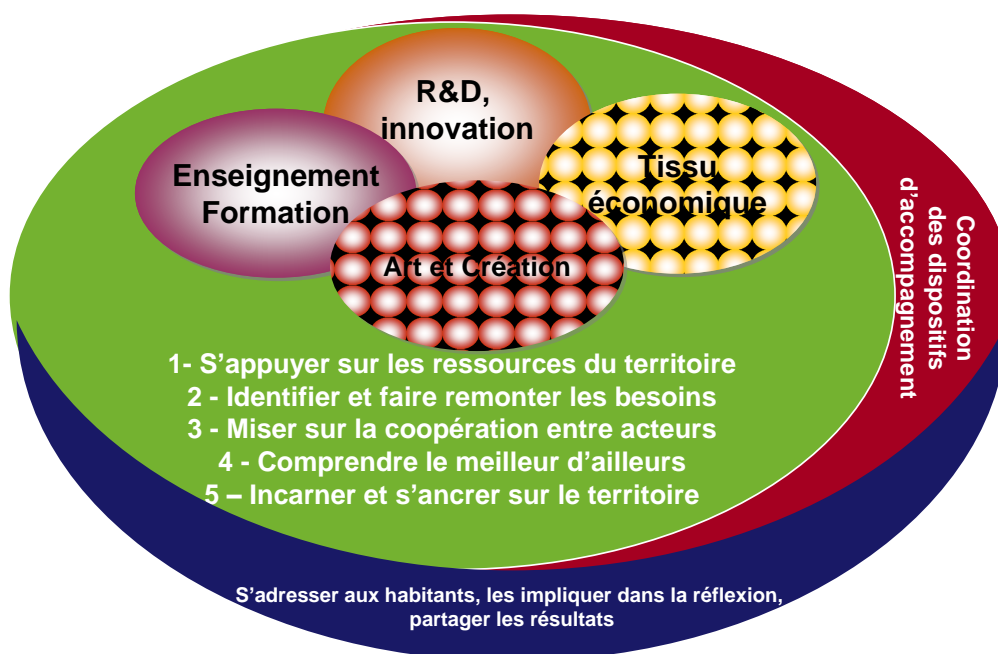 R&D,
innovation
Enseignement
Formation
Tissu
économique
Art et Création
1- S’appuyer sur les ressources du territoire
2 - Identifier et faire remonter les besoins
3 - Miser sur la coopération entre acteurs
4 - Comprendre le meilleur d’ailleurs
5 – Incarner et s’ancrer sur le territoire
Coordination
des dispositifs
d’accompagnement
S’adresser aux habitants, les impliquer dans la réflexion,
partager les résultats